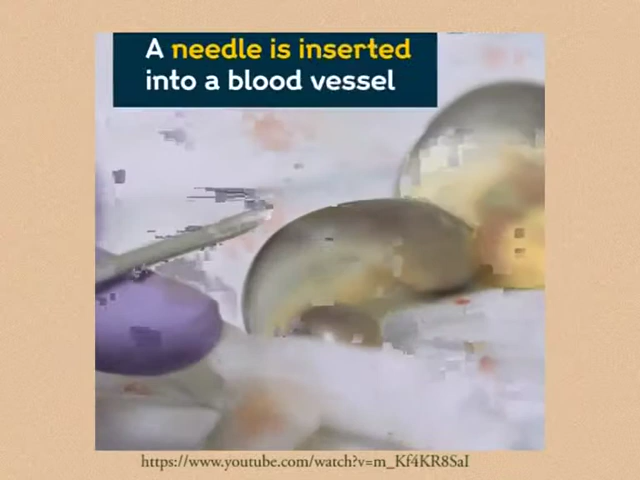 A needle is inserted
into a blood vessel
https://www.youtube.com/watch?v=m_Kf4KR8SaI